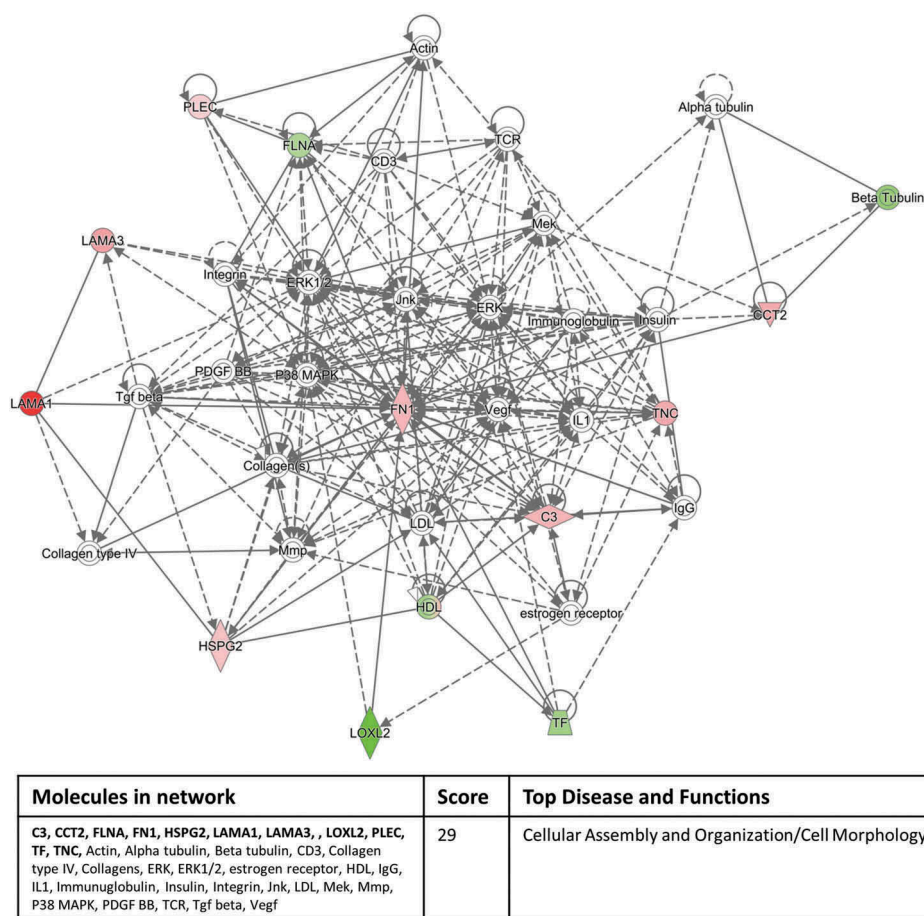 Actin
PLEC
Alpha tubulin
FLNA
TCR
CD3
Beta Tubulin
Mek
LAMA3
Integrin
ERK1/2
Jnk
ERK
Immunoglobulin
Insulin
CCT2
PDGF BB
P38 MAPK
Tgf beta
LAMA1
FN1
Vegf
IL1
TNC
Collagen(s)
IgG
C3
LDL
Collagen type IV
Mmp
HDL
estrogen receptor
HSPG2
LOXL2
TF
Molecules in network
Score
Top Disease and Functions
C3, CCT2, FLNA, FN1, HSPG2, LAMA1, LAMA3, , LOXL2, PLEC,
TF, TNC, Actin, Alpha tubulin, Beta tubulin, CD3, Collagen
type IV, Collagens, ERK, ERK1/2, estrogen receptor, HDL, IgG,
IL1, Immunuglobulin, Insulin, Integrin, Jnk, LDL, Mek, Mmp,
P38 MAPK, PDGF BB, TCR, Tgf beta, Vegf
29
Cellular Assembly and Organization/Cell Morphology